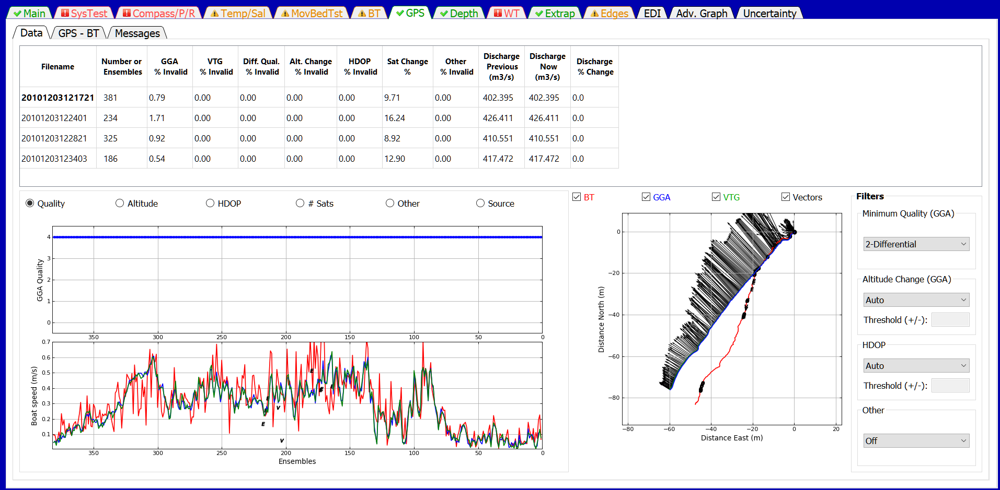 Main SysTest Compass/P/R Temp/Sal MovBedTst BT GPS Depth WT Extrap Edges EDI Adv. Graph Uncertainty
Data GPS - BT Messages
Filename Number or Ensembles GGA % Invalid VTG % Invalid Diff. Qual. % Invalid Alt. Change % Invalid HDOP % Invalid Sat Change % Other % Invalid Discharge Previous (m3/s) Discharge Now (m3/s) Discharge % Change
20101203121721 381 0.79 0.00 0.00 0.00 0.00 9.71 0.00 402.395 402.395 0.0
20101203122401 234 1.71 0.00 0.00 0.00 0.00 16.24 0.00 426.411 426.411 0.0
20101203122821 325 0.92 0.00 0.00 0.00 0.00 8.92 0.00 410.551 410.551 0.0
20101203123403 186 0.54 0.00 0.00 0.00 0.00 12.90 0.00 417.472 417.472 0.0
Quality Altitude HDOP # Sats Other Source
GGA Quality
4
3
2
1
0
350 300 250 200 150 100 50 0
Boat speed (m/s)
0.7
0.6
0.5
0.4
0.3
0.2
0.1
E
E
E
E
V
E
V
350 300 250 200 150 100 50 0
Ensembles
BT GGA VTG Vectors
Distance North (m)
0
−20
−40
−60
−80
E
E
V
−80 −60 −40 −20 0 20
Distance East (m)
Filters
Minimum Quality (GGA)
2-Differential
Altitude Change (GGA)
Auto
Threshold (+/-):
HDOP
Auto
Threshold (+/-):
Other
Off